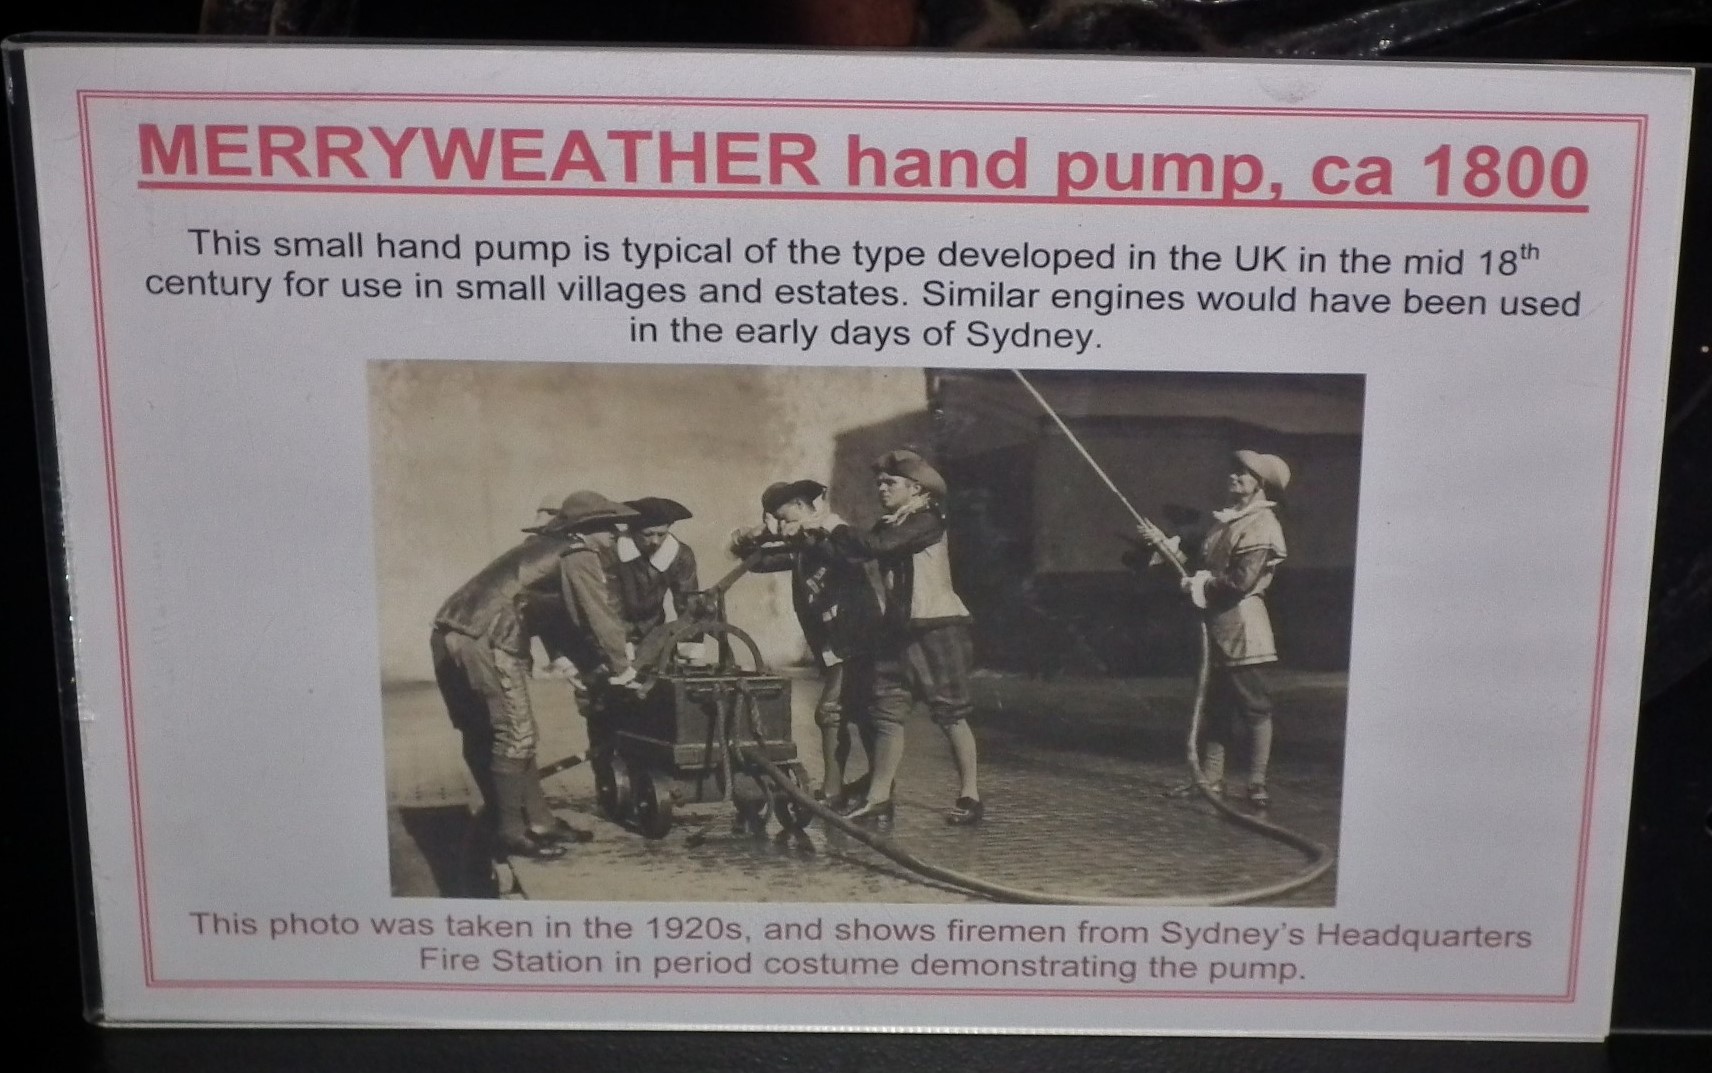 MERRYWEATHER hand pump, ca 1800
This small hand pump is typical of the type developed in the UK in the mid 18th
century for use in small villages and estates. Similar engines would have been used
in the early days of Sydney.
This photo was taken in the 1920s, and shows firemen from Sydney's Headquarters
Fire Station in period costume demonstrating the pump.